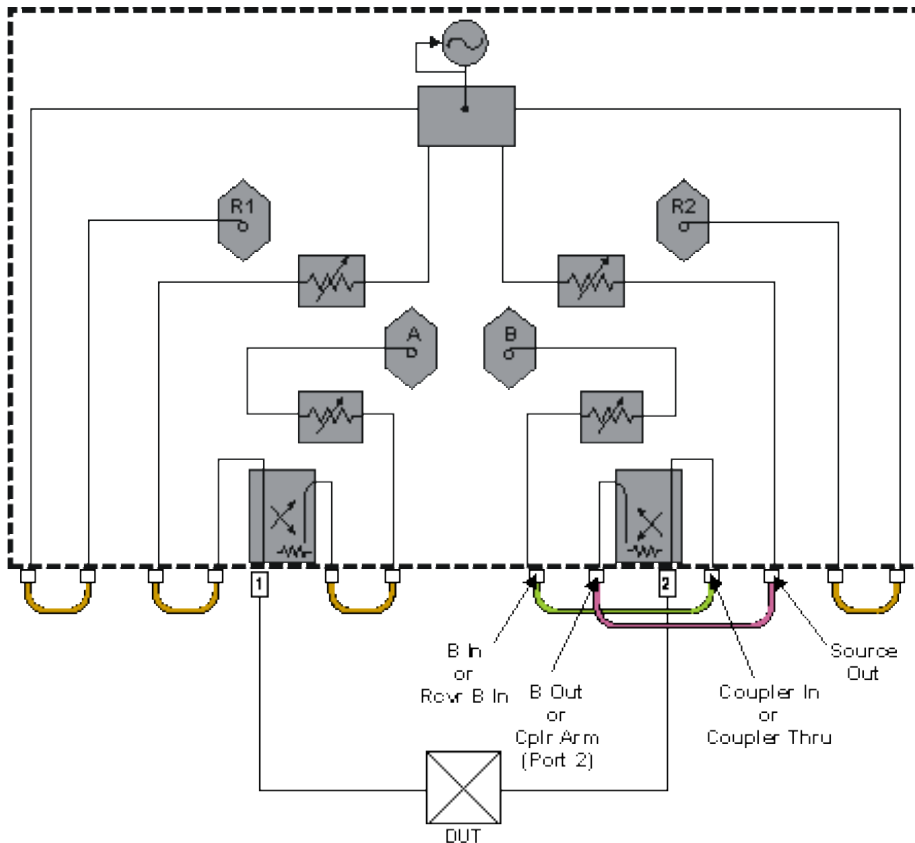 R1
R2
A
B
1
2
B In
or
Rcvr B In
B Out
or
Cplr Arm
(Port 2)
Coupler In
or
Coupler Thru
Source
Out
DUT